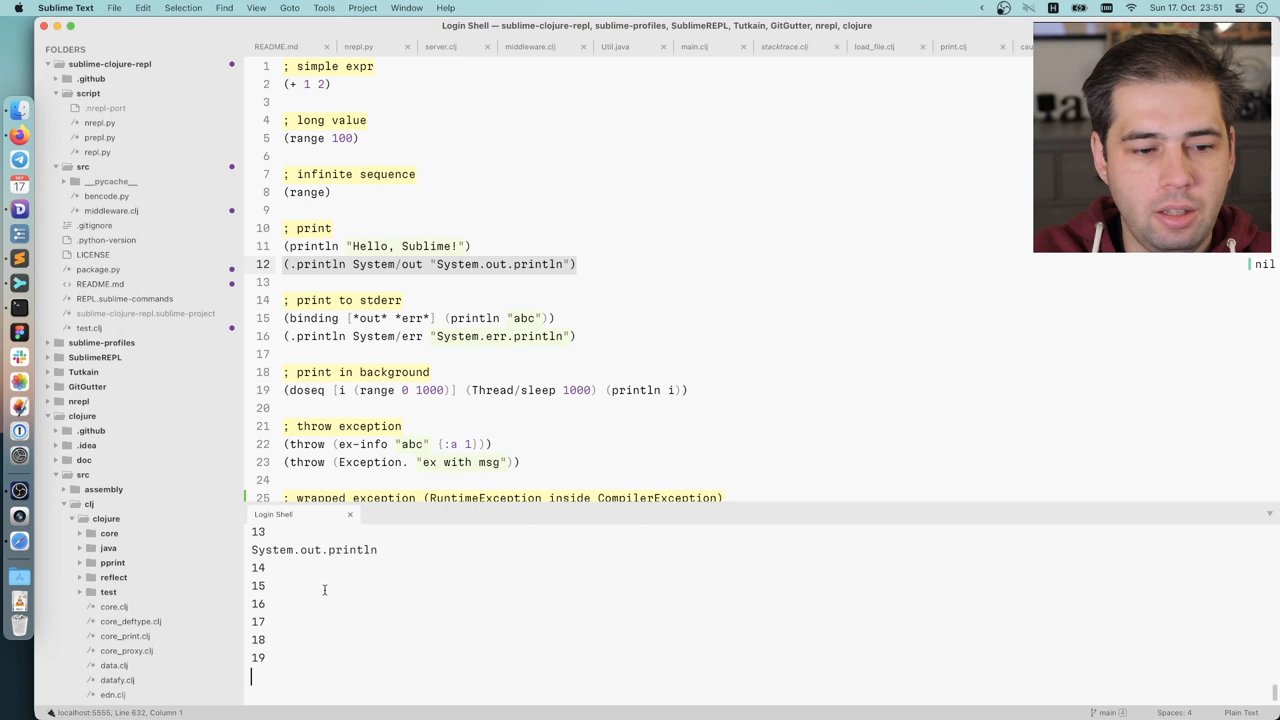 Sublime Text File Edit Selection Find View Goto Tools Project Window Help
Sun 17. Oct 23:51
Login Shell — sublime-clojure-repl, sublime-profiles, SublimeREPL, Tutkain, GitGutter, nrepl, clojure
FOLDERS
sublime-clojure-repl
.github
script
.nrepl-port
nrepl.py
prepl.py
repl.py
src
__pycache__
bencode.py
middleware.clj
.gitignore
.python-version
LICENSE
package.py
README.md
REPL.sublime-commands
sublime-clojure-repl.sublime-project
test.clj
sublime-profiles
SublimeREPL
Tutkain
GitGutter
nrepl
clojure
.github
.idea
doc
src
assembly
clj
clojure
core
java
pprint
reflect
test
core.clj
core_deftype.clj
core_print.clj
core_proxy.clj
data.clj
datafy.clj
edn.clj
README.md nrepl.py server.clj middleware.clj Util.java main.clj stacktrace.clj load_file.clj print.clj cau
1 ; simple expr
2 (+ 1 2)
3
4 ; long value
5 (range 100)
6
7 ; infinite sequence
8 (range)
9
10 ; print
11 (println "Hello, Sublime!")
12 (.println System/out "System.out.println") nil
13
14 ; print to stderr
15 (binding [*out* *err*] (println "abc"))
16 (.println System/err "System.err.println")
17
18 ; print in background
19 (doseq [i (range 0 1000)] (Thread/sleep 1000) (println i))
20
21 ; throw exception
22 (throw (ex-info "abc" {:a 1}))
23 (throw (Exception. "ex with msg"))
24
25 ; wrapped exception (RuntimeException inside CompilerException)
Login Shell
13
System.out.println
14
15
16
17
18
19
localhost:5555, Line 632, Column 1 main 4 Spaces: 4 Plain Text